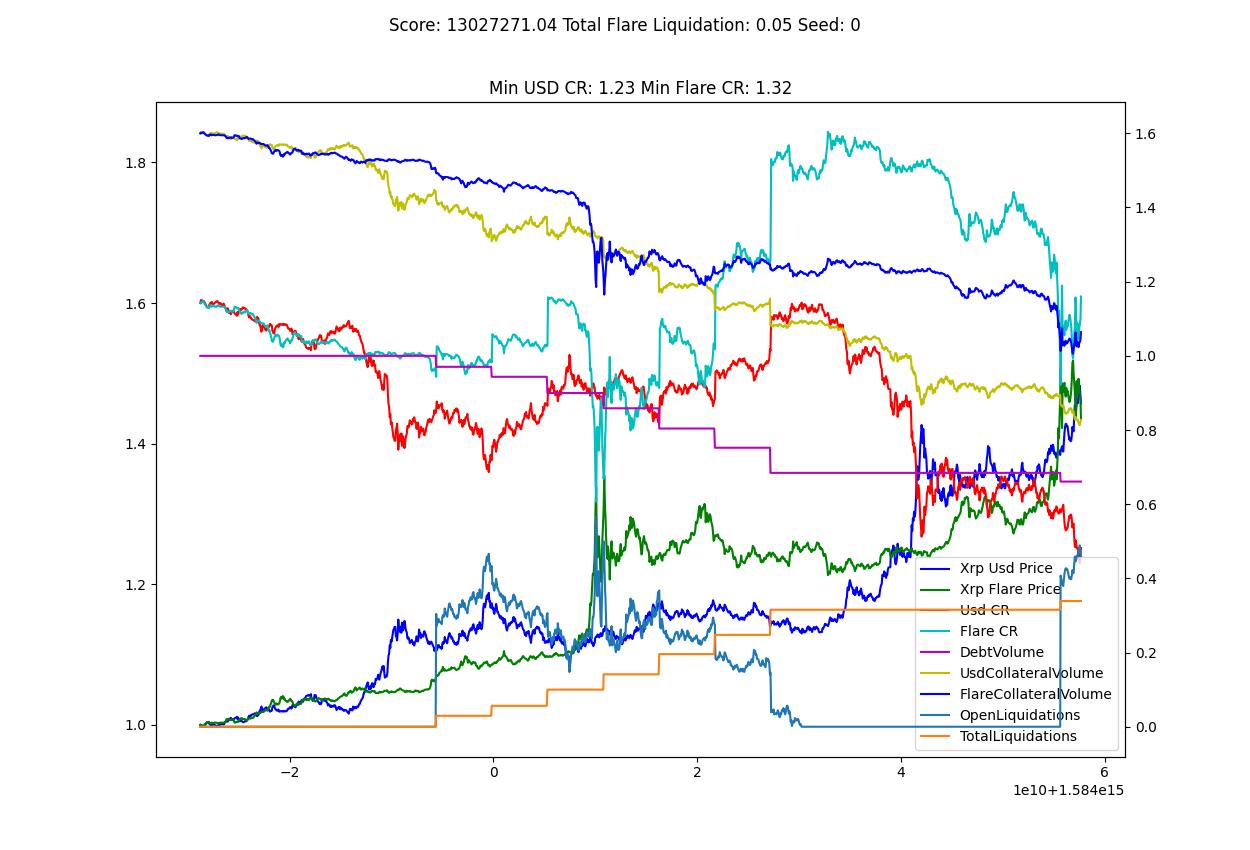 Score: 13027271.04 Total Flare Liquidation: 0.05 Seed: 0
Min USD CR: 1.23 Min Flare CR: 1.32
1.8
1.6
1.4
1.2
1.0
1.6
1.4
1.2
1.0
0.8
0.6
0.4
0.2
0.0
Xrp Usd Price
Xrp Flare Price
Usd CR
Flare CR
DebtVolume
UsdCollateralVolume
FlareCollateralVolume
OpenLiquidations
TotalLiquidations
−2 0 2 4 6
1e10+1.584e15